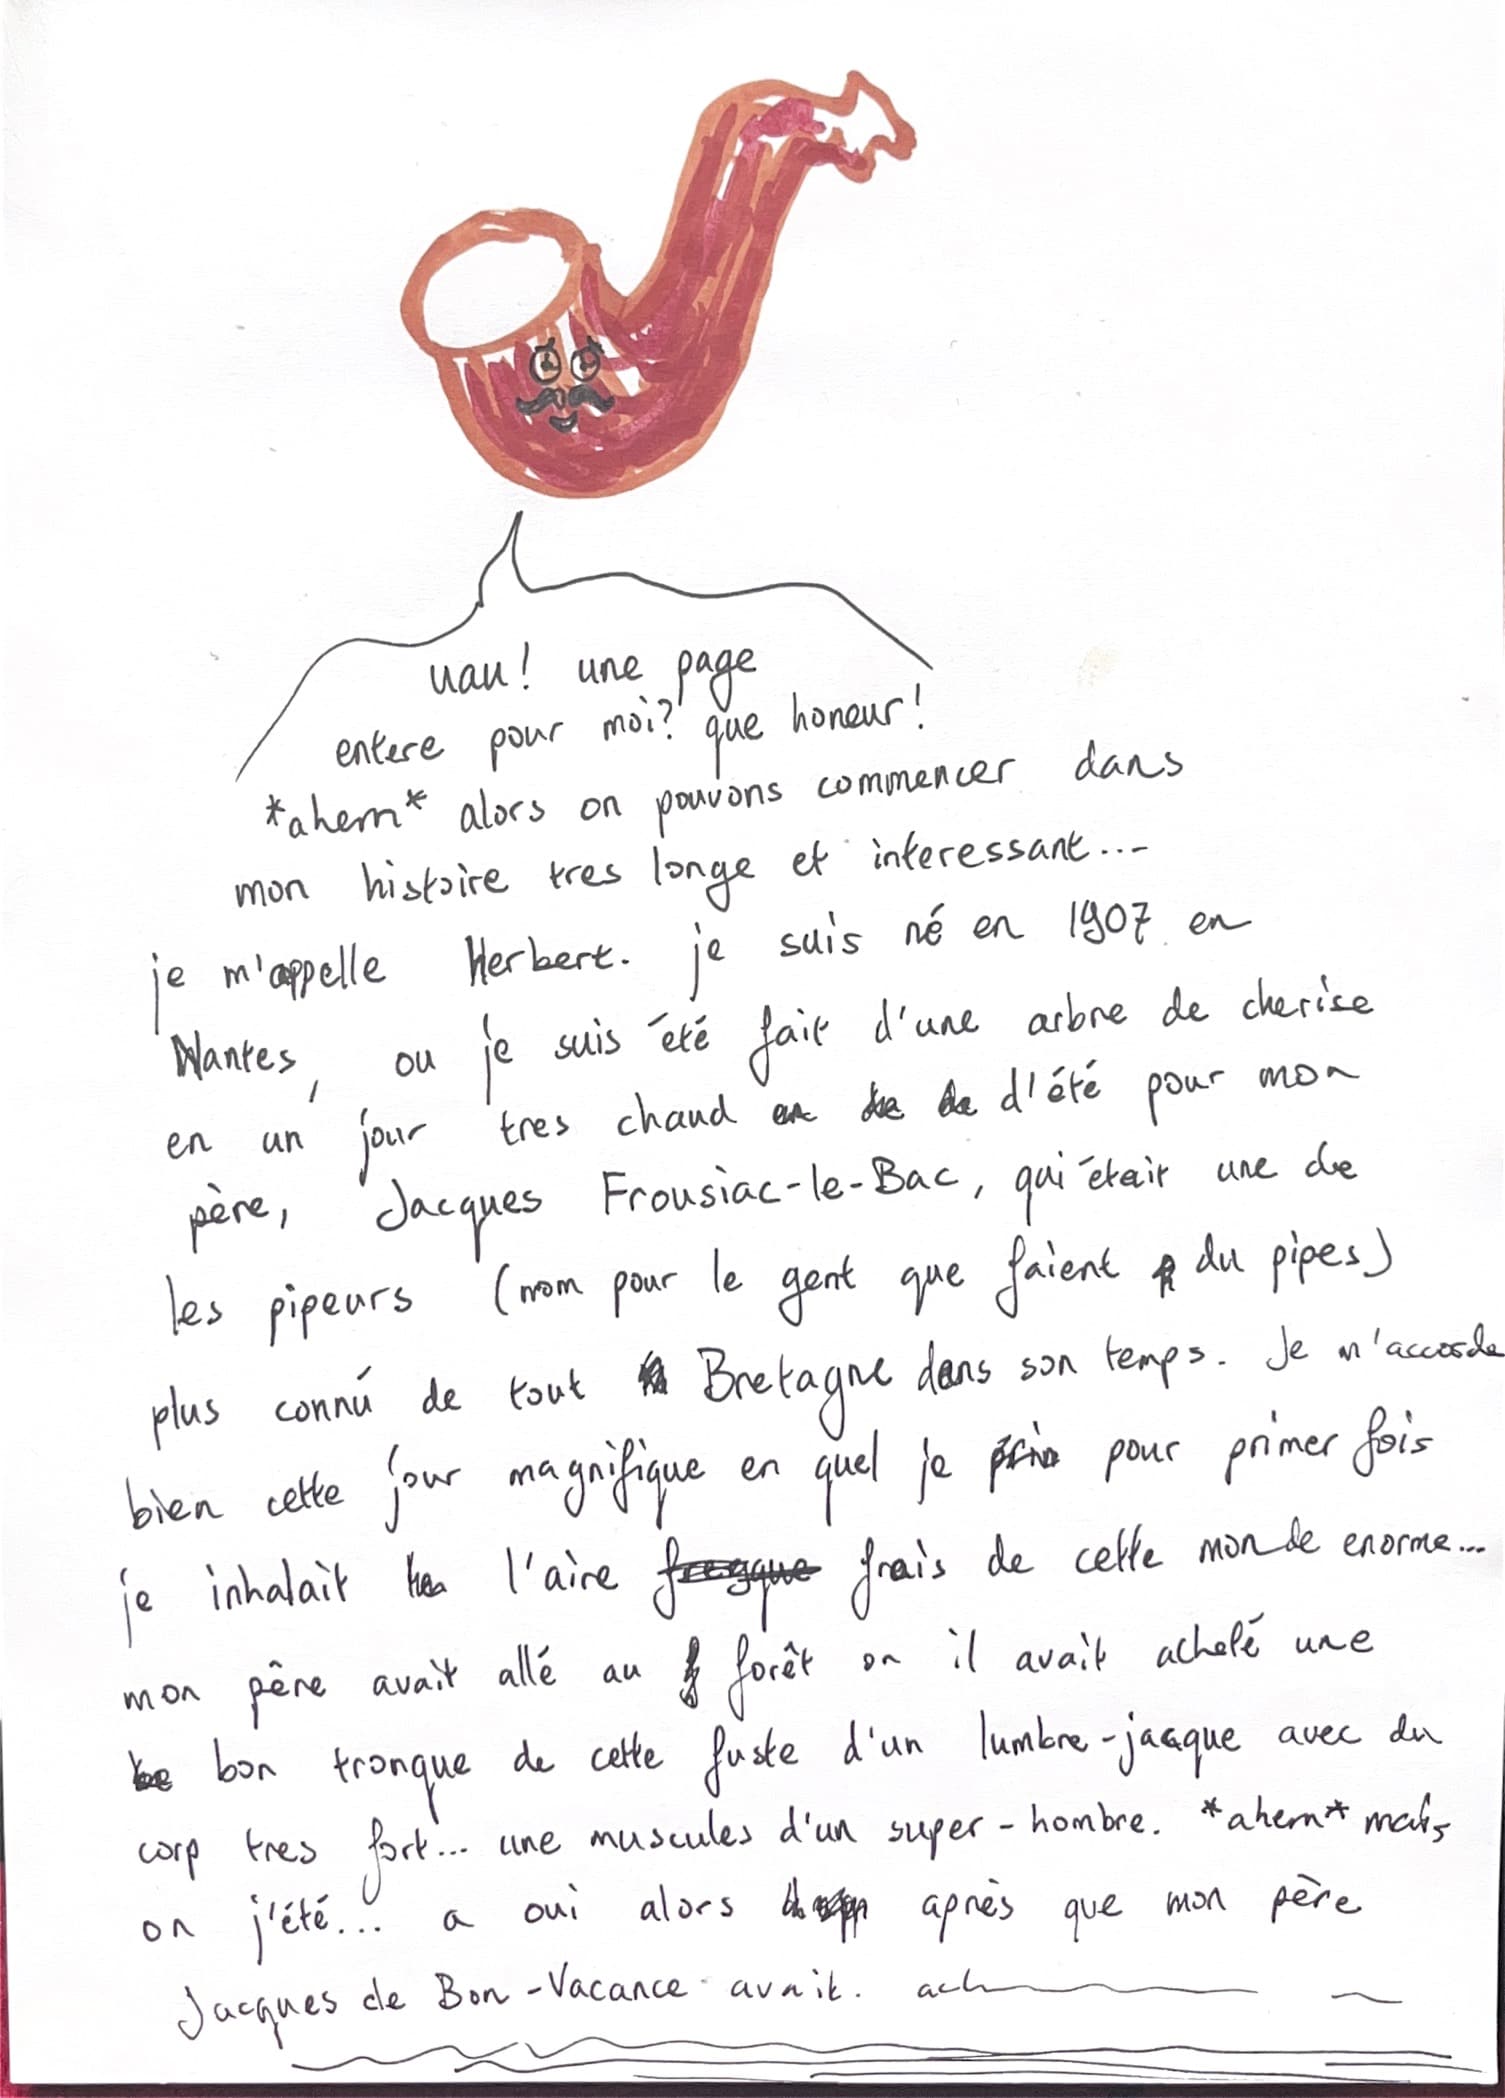 uau! une page
entere pour moi? que honeur!
*ahem* alors on pouvons commencer dans
mon histoire tres longe et interessant...
je m'appelle Herbert. je suis né en 1907 en
Nantes, ou je suis été fait d'une arbre de cherise
en un jour tres chaud d'été pour mon
père, Jacques Frousiac-le-Bac, qui était une de
les pipeurs (nom pour le gent que faient du pipes)
plus connú de tout Bretagne dans son temps. Je m'accorde
bien cette jour magnifique en quel je pour primer fois
je inhalait l'aire frais de cette monde enorme...
mon père avait allé au forêt on il avait acheté une
bon tronque de cette fuste d'un lumbre-jacque avec du
corp tres fort... une muscules d'un super-hombre. *ahem* mais
on j'été... a oui alors après que mon père
Jacques de Bon-Vacance avait. ach